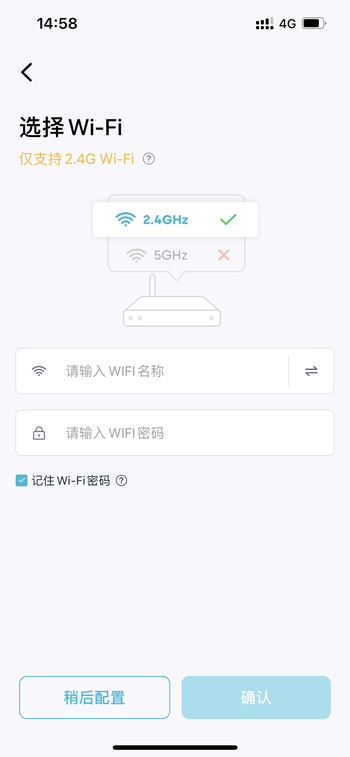 14:58
4G
选择 Wi-Fi
仅支持 2.4G Wi-Fi ?
2.4GHz
5GHz
请输入 WIFI 名称
请输入 WIFI 密码
记住 Wi-Fi 密码 ?
稍后配置
确认